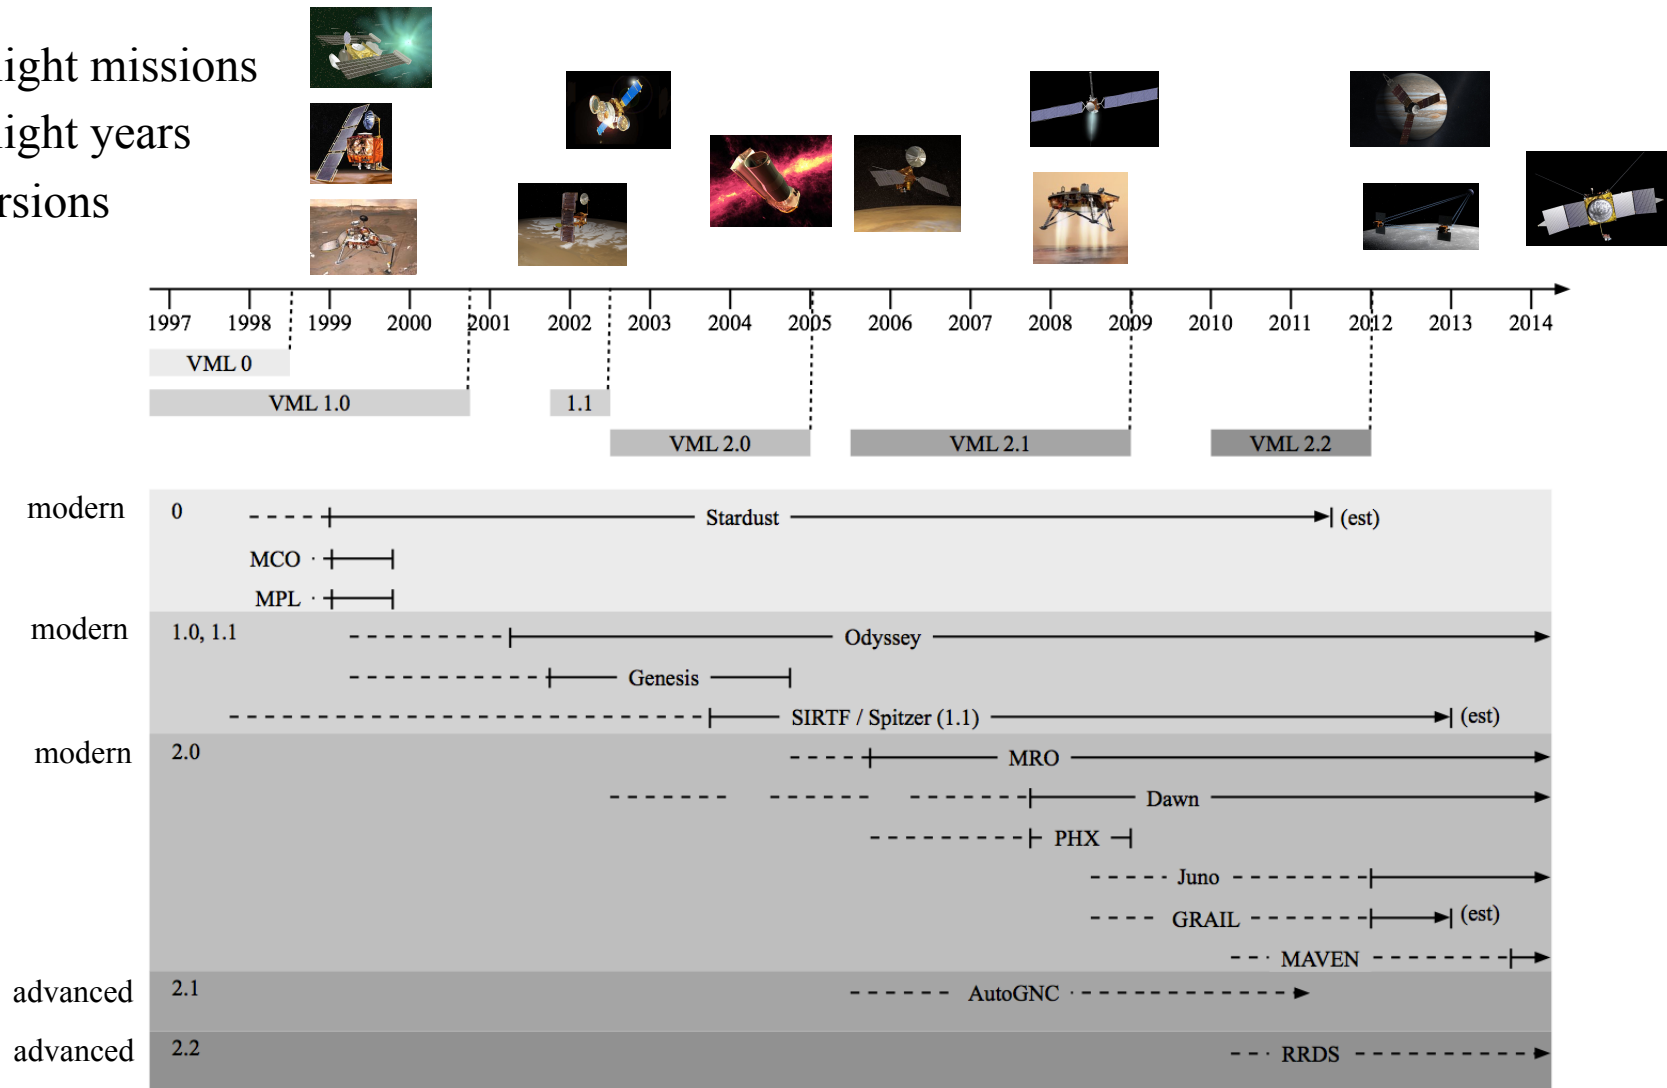 light missions
light years
rsions
1997 1998 1999 2000 2001 2002 2003 2004 2005 2006 2007 2008 2009 2010 2011 2012 2013 2014
VML 0
VML 1.0 1.1
VML 2.0 VML 2.1 VML 2.2
modern 0 Stardust (est)
MCO
MPL
modern 1.0, 1.1 Odyssey
Genesis
SIRTF / Spitzer (1.1) (est)
modern 2.0 MRO
Dawn
PHX
Juno
GRAIL (est)
MAVEN
advanced 2.1 AutoGNC
advanced 2.2 RRDS